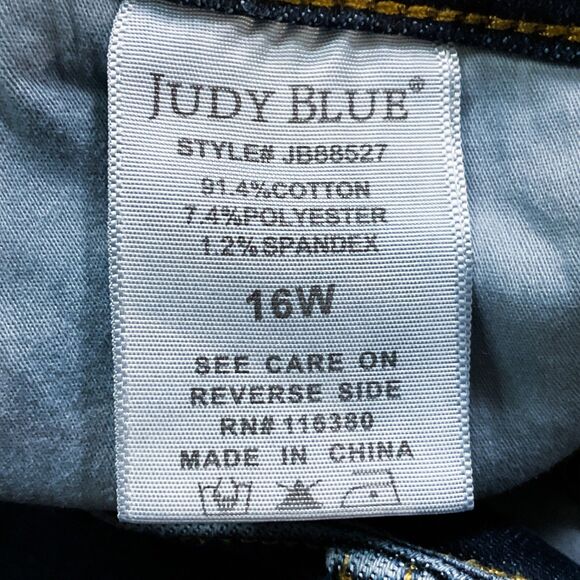 JUDY BLUE®
STYLE# JB88527
91.4%COTTON
7.4%POLYESTER
1.2%SPANDEX
16W
SEE CARE ON
REVERSE SIDE
RN# 116380
MADE IN CHINA